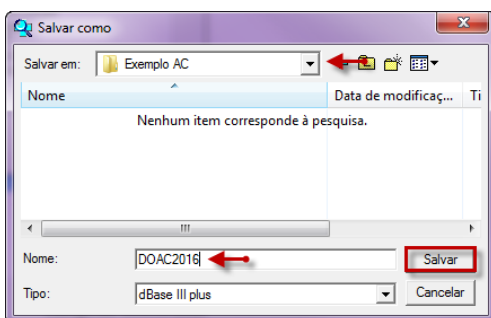 Salvar como
Salvar em: Exemplo AC
Nome Data de modificaç... Ti
Nenhum item corresponde à pesquisa.
Nome: DOAC2016 Salvar
Tipo: dBase III plus Cancelar